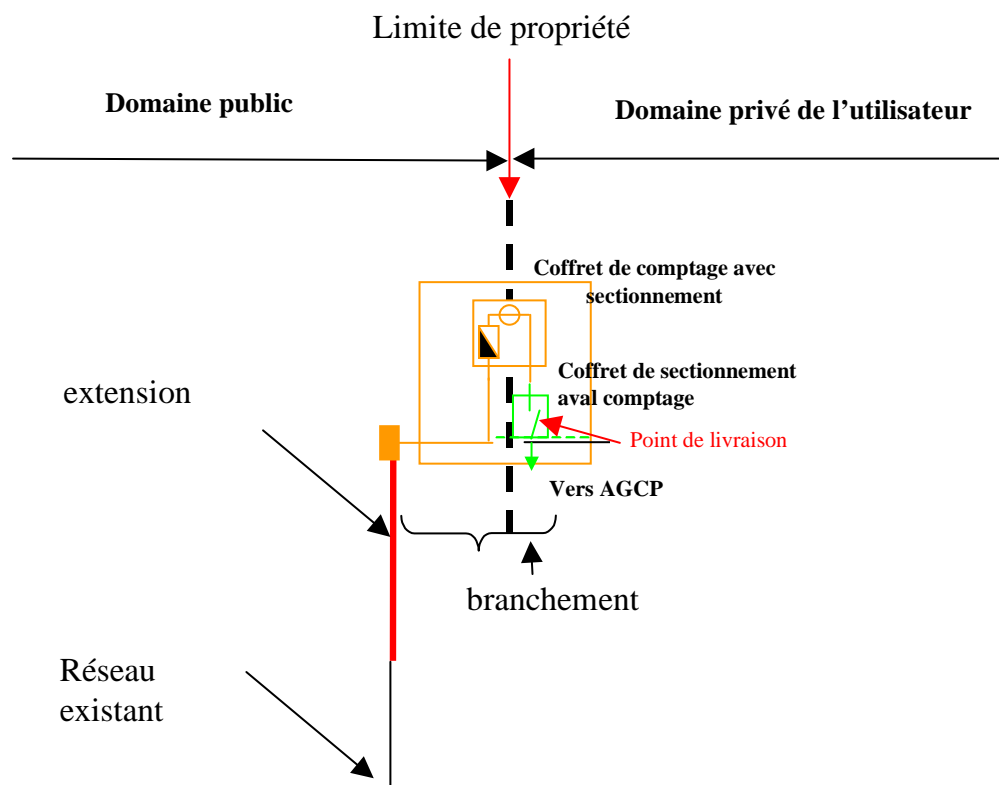 Limite de propriété
Domaine public
Domaine privé de l’utilisateur
Coffret de comptage avec
sectionnement
Coffret de sectionnement
aval comptage
extension
Point de livraison
Vers AGCP
branchement
Réseau
existant